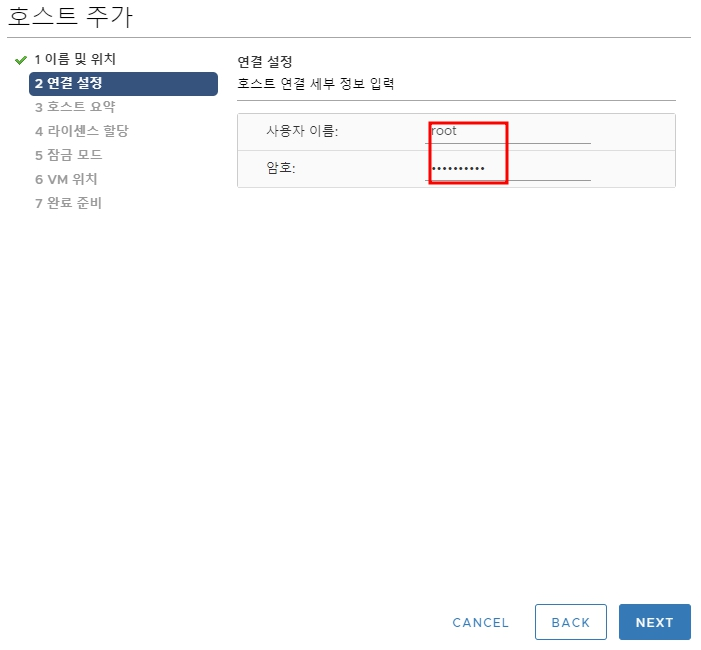 호스트 추가
1 이름 및 위치
2 연결 설정
3 호스트 요약
4 라이센스 할당
5 잠금 모드
6 VM 위치
7 완료 준비
연결 설정
호스트 연결 세부 정보 입력
사용자 이름: root
암호: ••••••••••
CANCEL BACK NEXT